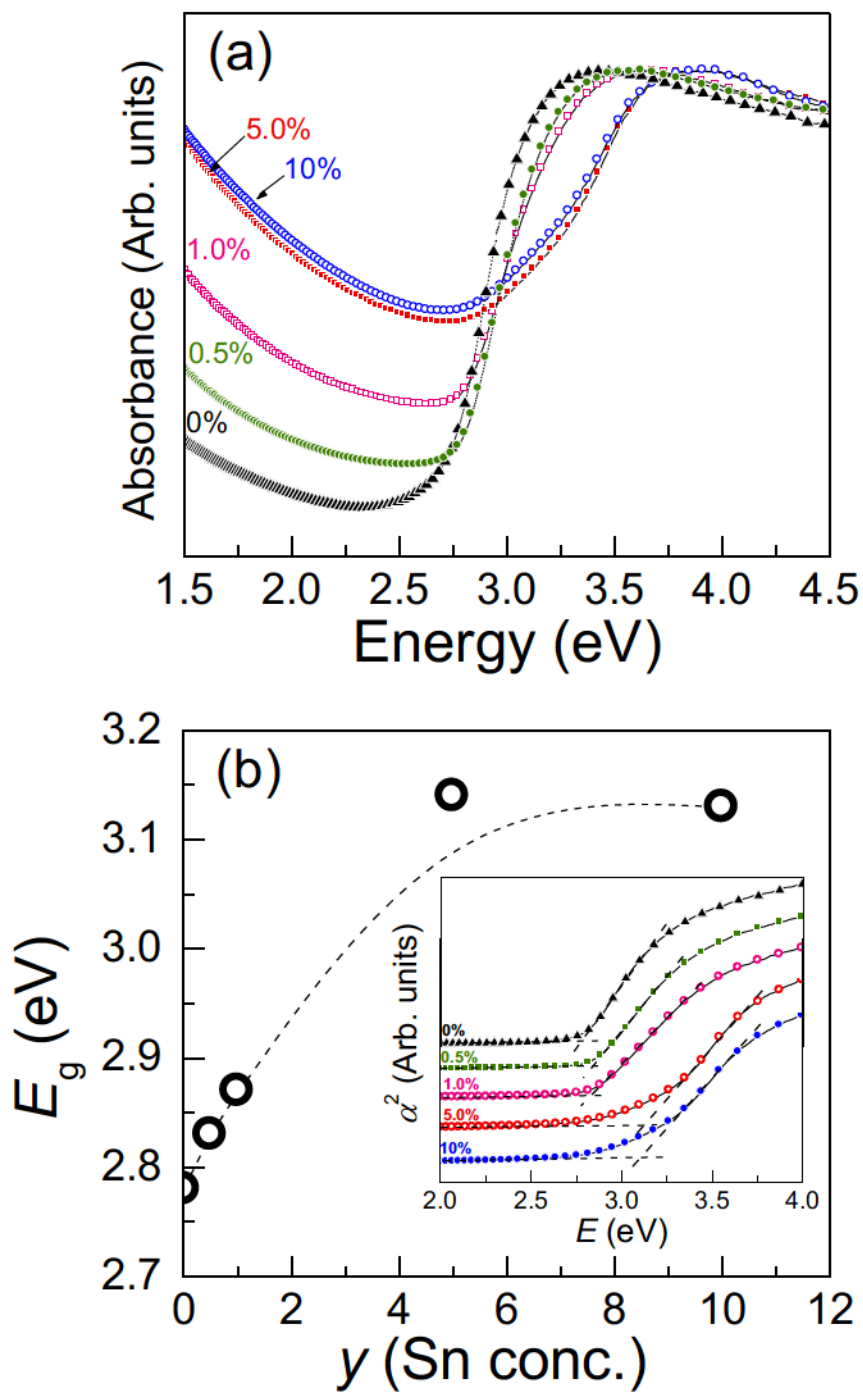 (a)
Absorbance (Arb. units)
5.0%
10%
1.0%
0.5%
0%
1.5 2.0 2.5 3.0 3.5 4.0 4.5
Energy (eV)
(b)
3.2
3.1
3.0
2.9
2.8
2.7
E_g (eV)
0 2 4 6 8 10 12
y (Sn conc.)
α² (Arb. units)
0%
0.5%
1.0%
5.0%
10%
2.0 2.5 3.0 3.5 4.0
E (eV)